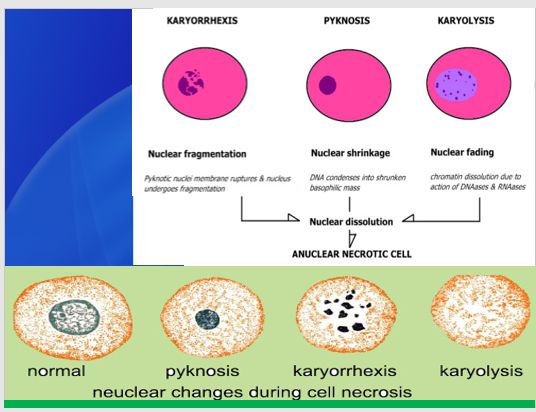 KARYORRHEXIS PYKNOSIS KARYOLYSIS
Nuclear fragmentation Nuclear shrinkage Nuclear fading
Pyknotic nuclei membrane ruptures & nucleus DNA condenses into shrunken chromatin dissolution due to
undergoes fragmentation basophilic mass action of DNAases & RNAases
Nuclear dissolution
ANUCLEAR NECROTIC CELL
normal pyknosis karyorrhexis karyolysis
neuclear changes during cell necrosis